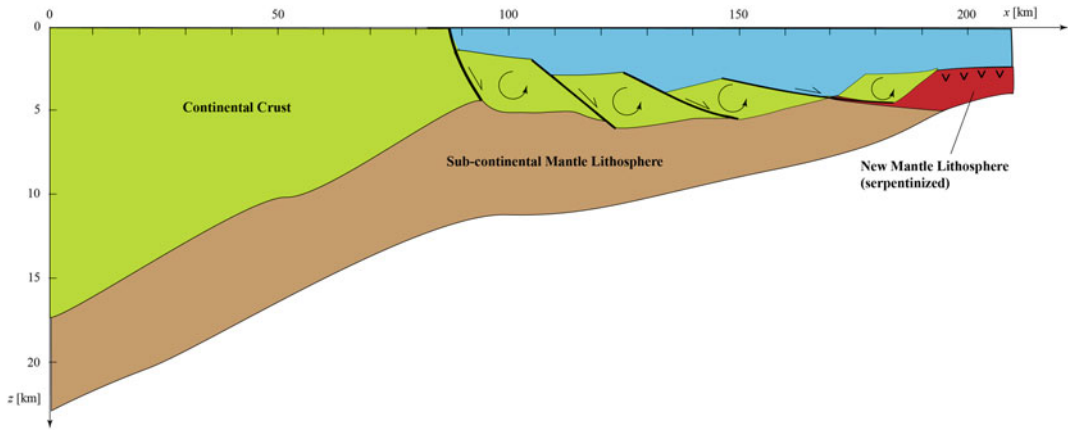 0 50 100 150 200 x [km]
0
5
10
15
20
z [km]
Continental Crust
Sub-continental Mantle Lithosphere
New Mantle Lithosphere
(serpentinized)